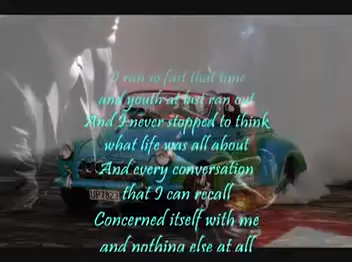 I ran so fast that time
and youth at last ran out
And I never stopped to think
what life was all about
And every conversation
that I can recall
Concerned itself with me
and nothing else at all